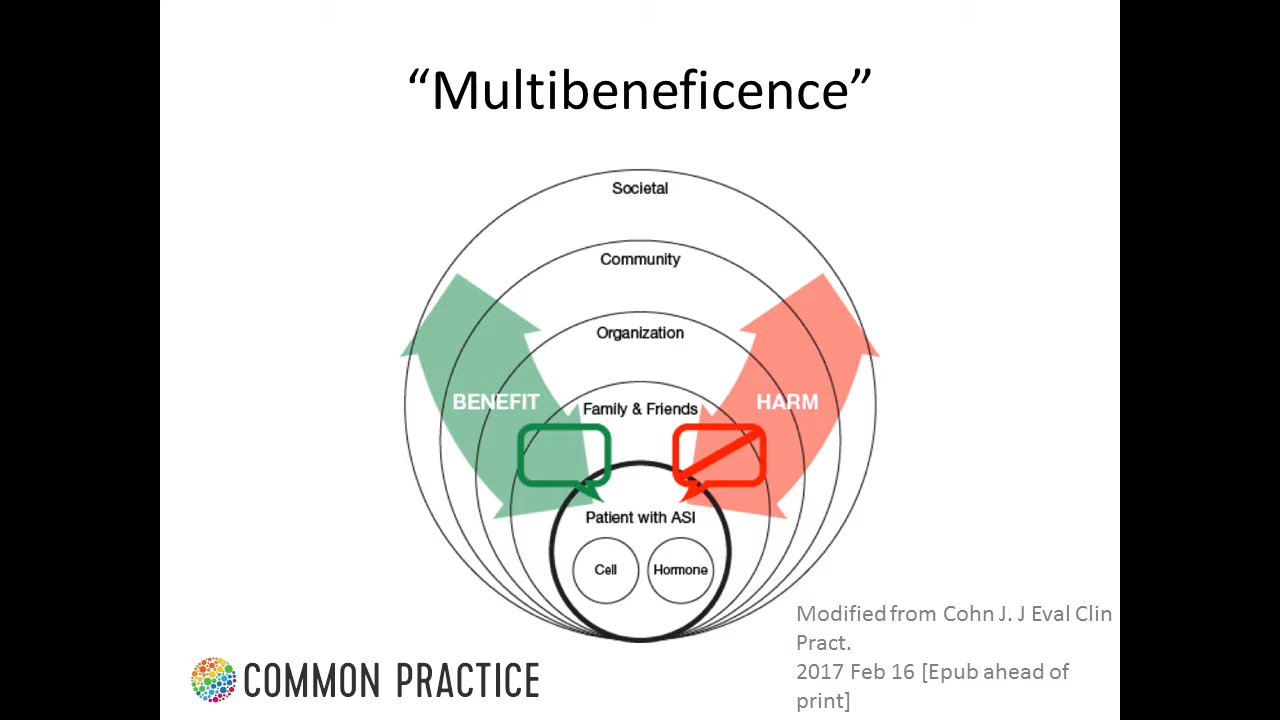 “Multibeneficence”
Societal
Community
Organization
BENEFIT
HARM
Family & Friends
Patient with ASI
Cell
Hormone
Modified from Cohn J. J Eval Clin
Pract.
2017 Feb 16 [Epub ahead of
print]
COMMON PRACTICE